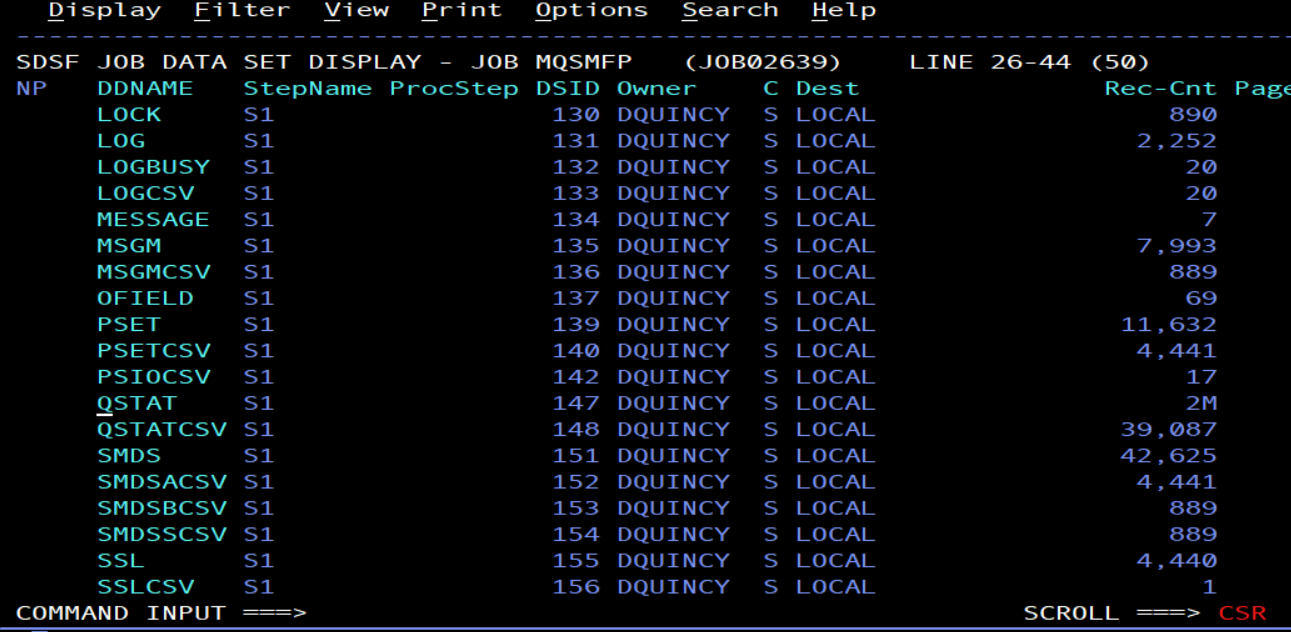 Display Filter View Print Options Search Help
--------------------------------------------------------------------------------
SDSF JOB DATA SET DISPLAY - JOB MQSMFP (JOB02639) LINE 26-44 (50)
NP DDNAME StepName ProcStep DSID Owner C Dest Rec-Cnt Page
LOCK S1 130 DQUINCY S LOCAL 890
LOG S1 131 DQUINCY S LOCAL 2,252
LOGBUSY S1 132 DQUINCY S LOCAL 20
LOGCSV S1 133 DQUINCY S LOCAL 20
MESSAGE S1 134 DQUINCY S LOCAL 7
MSGM S1 135 DQUINCY S LOCAL 7,993
MSGMCSV S1 136 DQUINCY S LOCAL 889
OFIELD S1 137 DQUINCY S LOCAL 69
PSET S1 139 DQUINCY S LOCAL 11,632
PSETCSV S1 140 DQUINCY S LOCAL 4,441
PSIOCSV S1 142 DQUINCY S LOCAL 17
QSTAT S1 147 DQUINCY S LOCAL 2M
QSTATCSV S1 148 DQUINCY S LOCAL 39,087
SMDS S1 151 DQUINCY S LOCAL 42,625
SMDSACSV S1 152 DQUINCY S LOCAL 4,441
SMDSBCSV S1 153 DQUINCY S LOCAL 889
SMDSSCSV S1 154 DQUINCY S LOCAL 889
SSL S1 155 DQUINCY S LOCAL 4,440
SSLCSV S1 156 DQUINCY S LOCAL 1
COMMAND INPUT ===> SCROLL ===> CSR